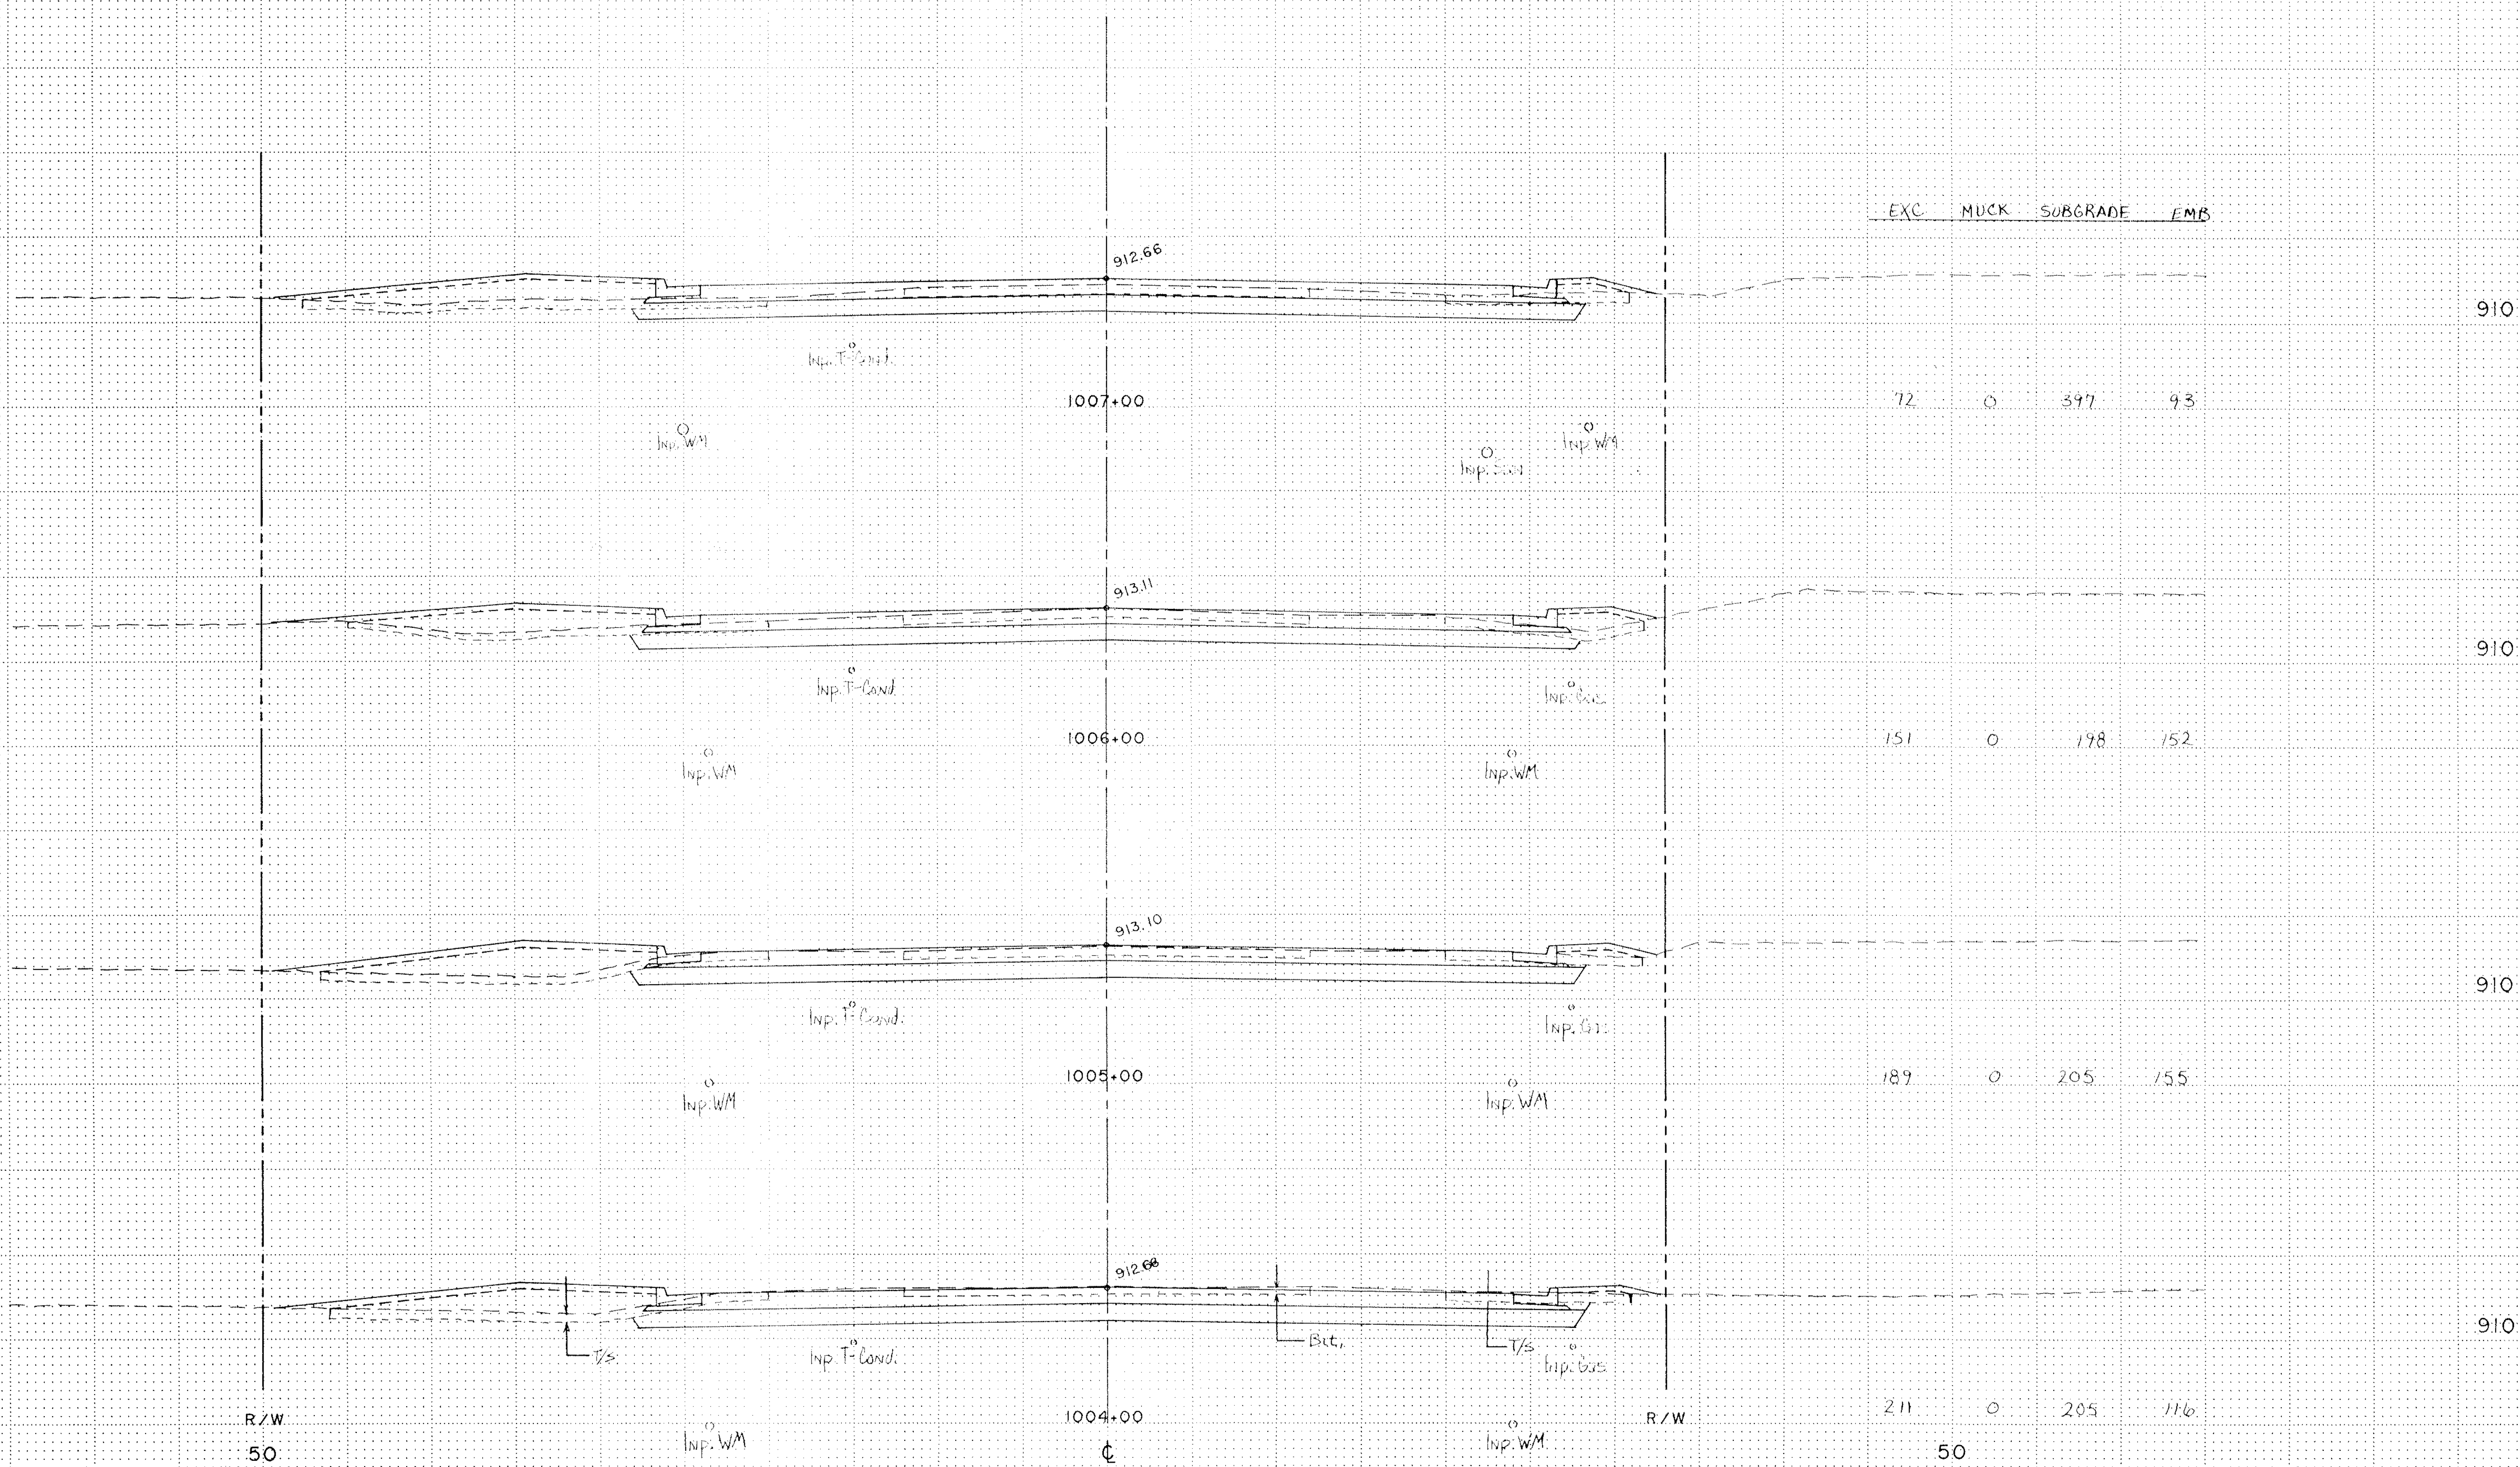 EXC MUCK SUBGRADE EMB
912.66
910
Inp. T-Cond.
1007+00
72 0 397 93
Inp. WM
Inp. WM
Inp.
913.11
910
Inp. T-Cond.
Inp.
1006+00
151 0 198 152
Inp. WM
Inp. WM
913.10
910
Inp. T-Cond.
Inp.
1005+00
189 0 205 155
Inp. WM
Inp. WM
912.68
910
T/S
Inp. T-Cond.
Bit.
T/S
Inp. Gas
R/W
1004+00
R/W
211 0 205 116
Inp. WM
Inp. WM
50
℄
50